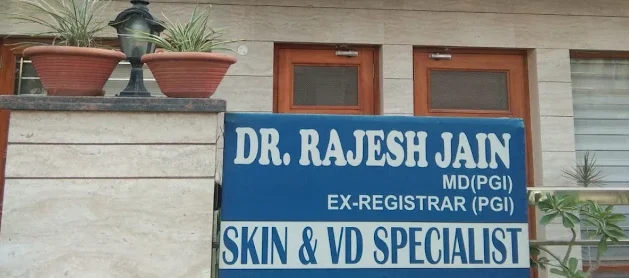 DR. RAJESH JAIN
MD(PGI)
EX-REGISTRAR (PGI)
SKIN & VD SPECIALIST